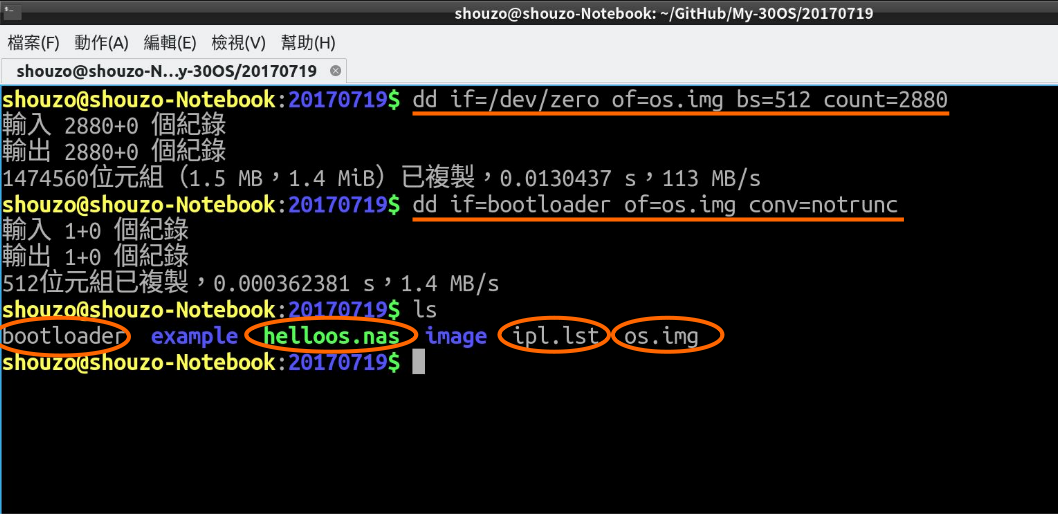 shouzo@shouzo-Notebook: ~/GitHub/My-30OS/20170719
檔案(F) 動作(A) 編輯(E) 檢視(V) 幫助(H)
shouzo@shouzo-N...y-30OS/20170719
shouzo@shouzo-Notebook:20170719$ dd if=/dev/zero of=os.img bs=512 count=2880
輸入 2880+0 個紀錄
輸出 2880+0 個紀錄
1474560位元組（1.5 MB，1.4 MiB）已複製，0.0130437 s，113 MB/s
shouzo@shouzo-Notebook:20170719$ dd if=bootloader of=os.img conv=notrunc
輸入 1+0 個紀錄
輸出 1+0 個紀錄
512位元組已複製，0.000362381 s，1.4 MB/s
shouzo@shouzo-Notebook:20170719$ ls
bootloader example helloos.nas image ipl.lst os.img
shouzo@shouzo-Notebook:20170719$